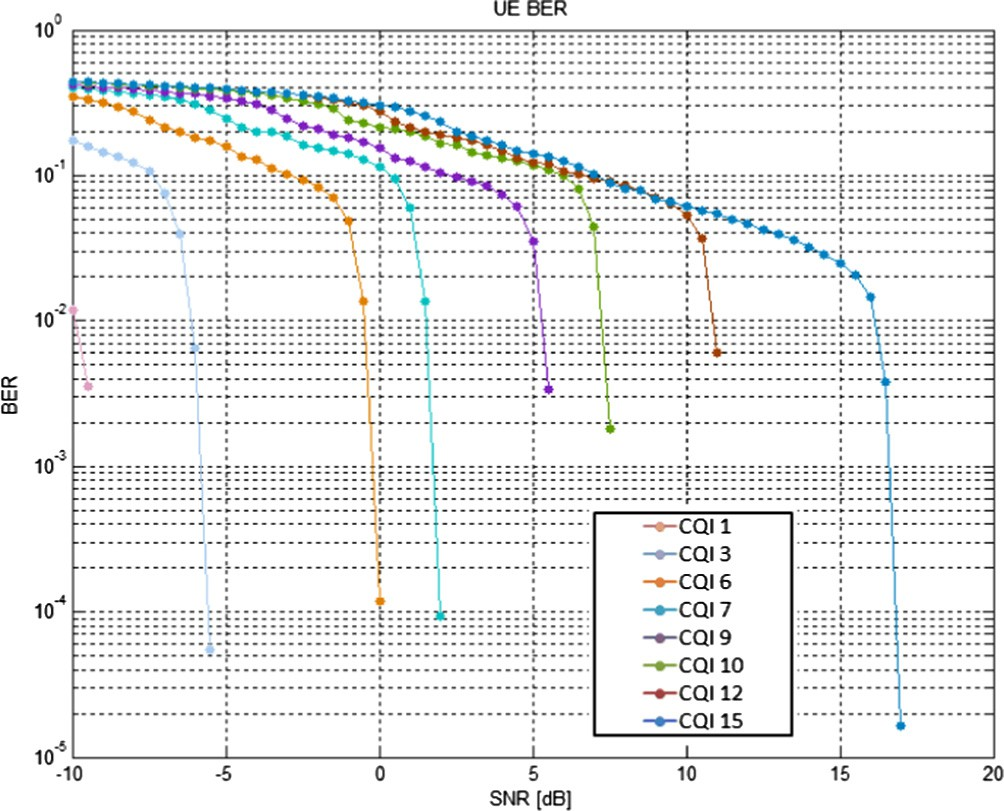 UE BER
10^0
10^-1
10^-2
10^-3
10^-4
10^-5
BER
-10 -5 0 5 10 15 20
SNR [dB]
CQI 1
CQI 3
CQI 6
CQI 7
CQI 9
CQI 10
CQI 12
CQI 15